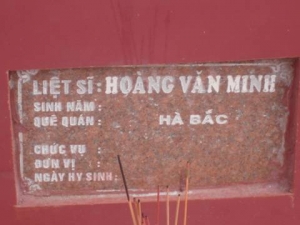 LIỆT SĨ: HOÀNG VĂN MINH
SINH NĂM :
QUÊ QUÁN : HÀ BẮC
CHỨC VỤ :
ĐƠN VỊ :
NGÀY HY SINH: